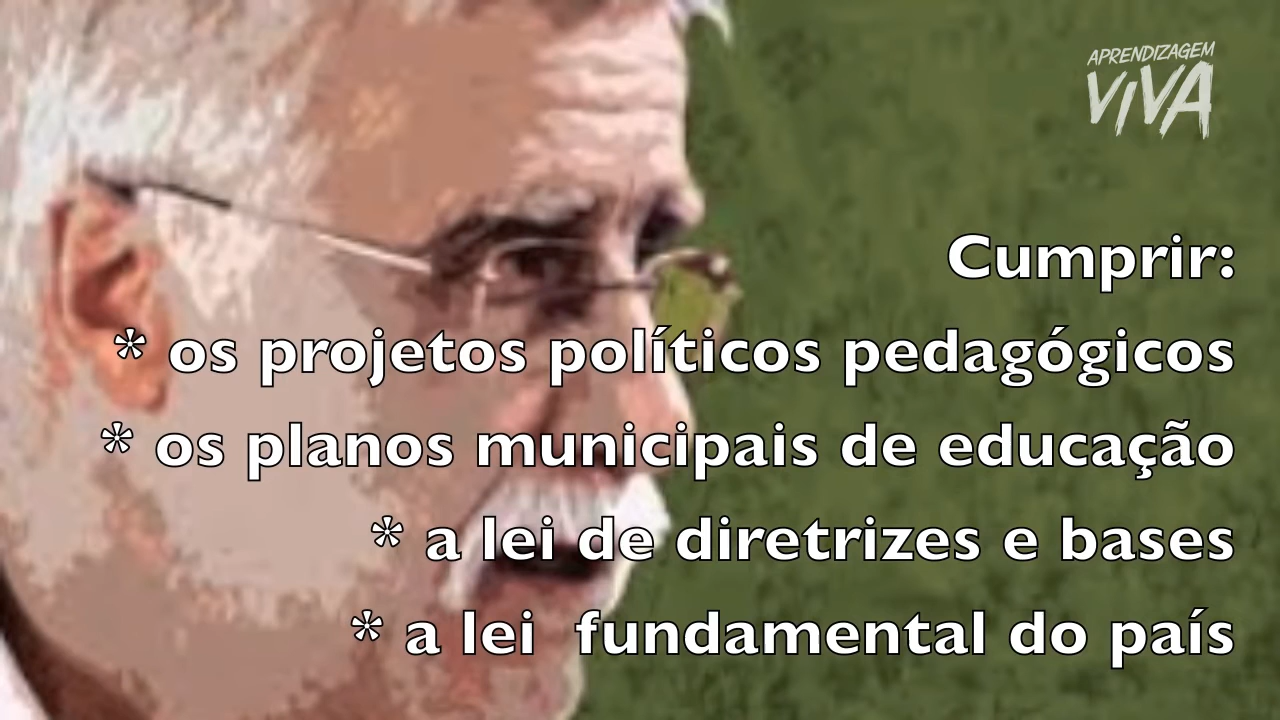 APRENDIZAGEM
VIVA
Cumprir:
* os projetos políticos pedagógicos
* os planos municipais de educação
* a lei de diretrizes e bases
* a lei  fundamental do país